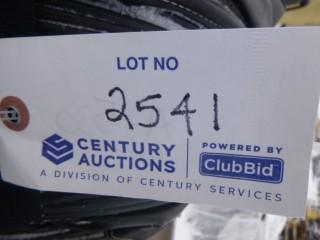 LOT NO
2541
CENTURY AUCTIONS
POWERED BY
ClubBid
A DIVISION OF CENTURY SERVICES